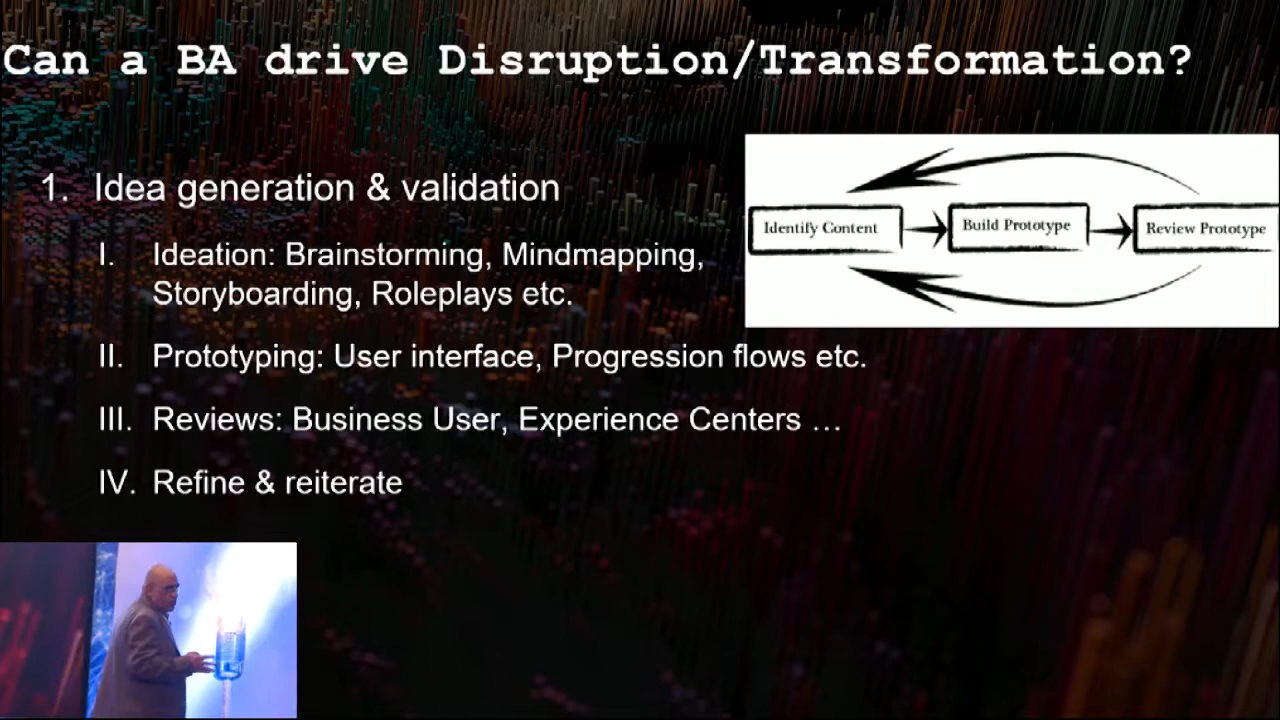 Can a BA drive Disruption/Transformation?
1. Idea generation & validation
I. Ideation: Brainstorming, Mindmapping,
Storyboarding, Roleplays etc.
II. Prototyping: User interface, Progression flows etc.
III. Reviews: Business User, Experience Centers …
IV. Refine & reiterate
Identify Content
Build Prototype
Review Prototype